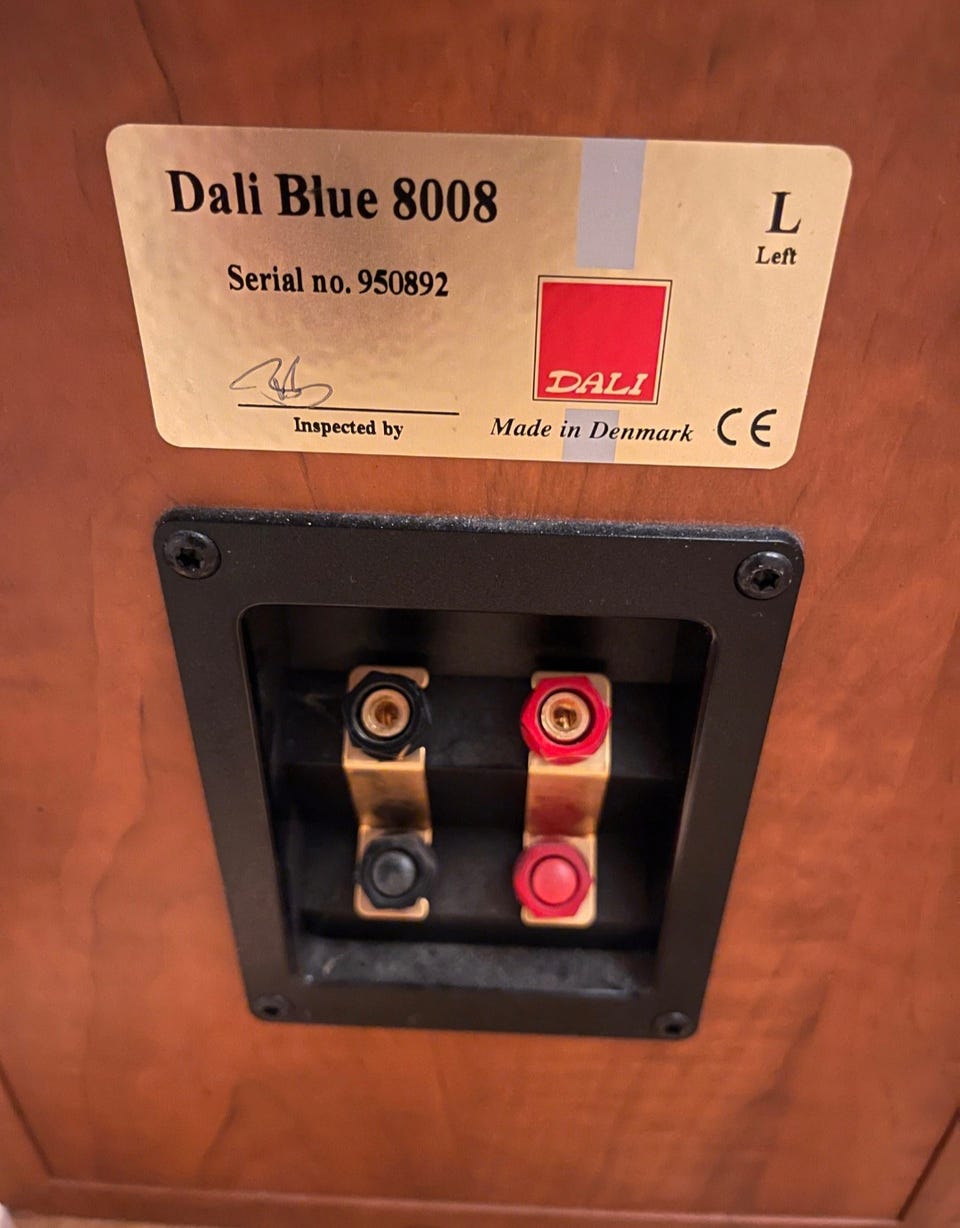 Dali Blue 8008
L
Left
Serial no. 950892
DALI
Inspected by
Made in Denmark CE